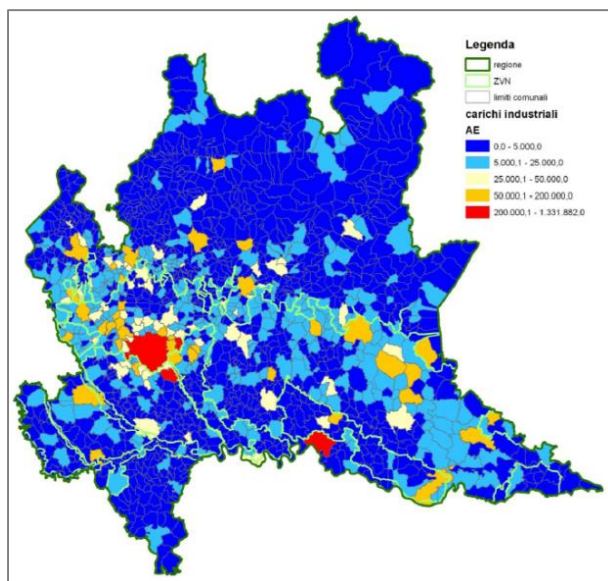 Legenda
regione
ZVN
limiti comunali
carichi industriali
AE
0,0 - 5.000,0
5.000,1 - 25.000,0
25.000,1 - 50.000,0
50.000,1 - 200.000,0
200.000,1 - 1.331.882,0